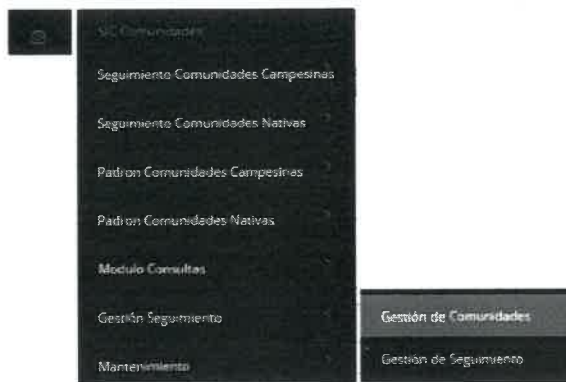 SIC Comunidades
Seguimiento Comunidades Campesinas
Seguimiento Comunidades Nativas
Padron Comunidades Campesinas
Padron Comunidades Nativas
Modulo Consultas
Gestión Seguimiento
Gestión de Comunidades
Mantenimiento
Gestión de Seguimiento